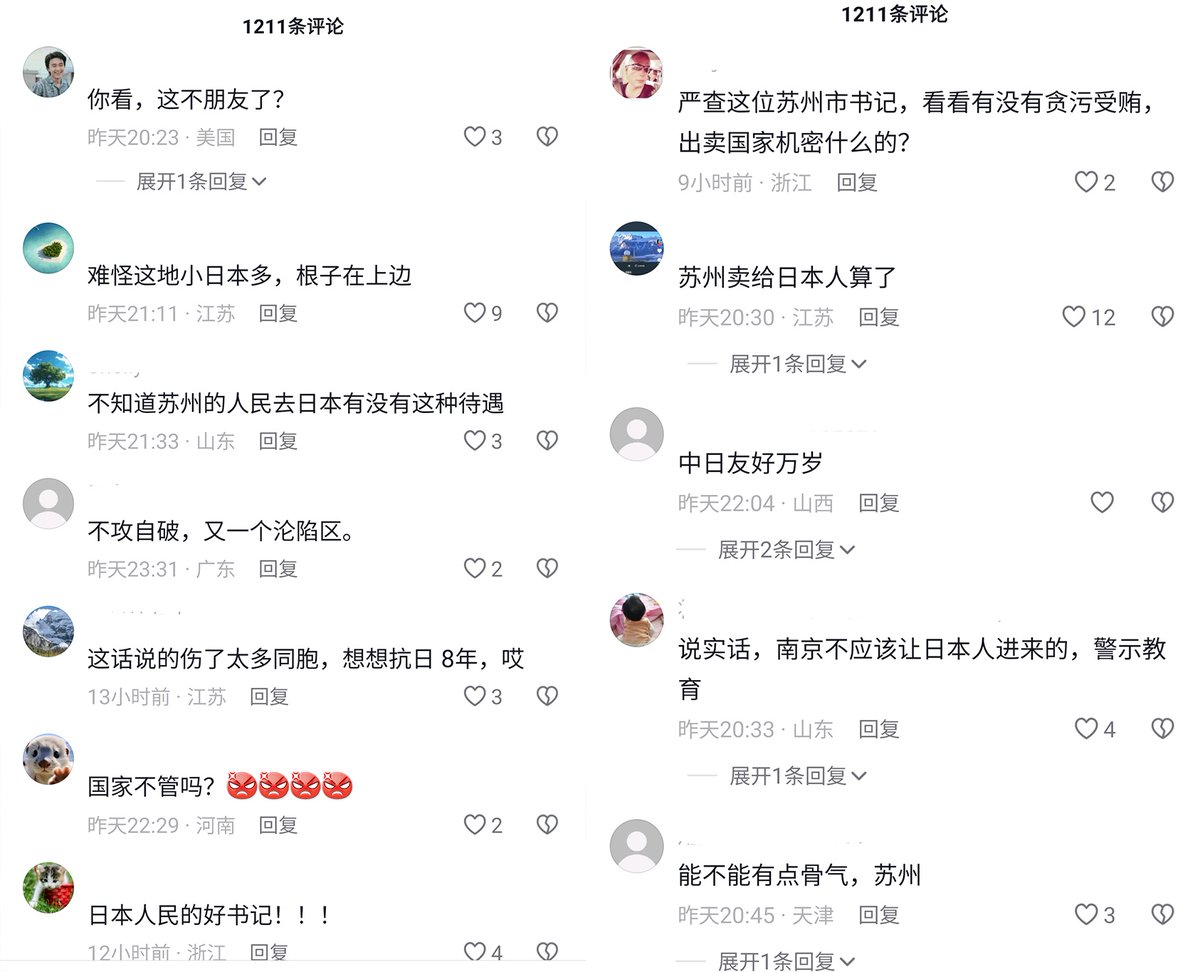 1211条评论
你看，这不朋友了？
昨天20:23 · 美国 回复
3
展开1条回复
难怪这地小日本多，根子在上边
昨天21:11 · 江苏 回复
9
不知道苏州的人民去日本有没有这种待遇
昨天21:33 · 山东 回复
3
不攻自破，又一个沦陷区。
昨天23:31 · 广东 回复
2
这话说的伤了太多同胞，想想抗日 8年，哎
13小时前 · 江苏 回复
3
国家不管吗？😡😡😡😡
昨天22:29 · 河南 回复
2
日本人民的好书记！！！
12小时前 · 浙江 回复
4
1211条评论
严查这位苏州市书记，看看有没有贪污受贿，
出卖国家机密什么的？
9小时前 · 浙江 回复
2
苏州卖给日本人算了
昨天20:30 · 江苏 回复
12
展开1条回复
中日友好万岁
昨天22:04 · 山西 回复
展开2条回复
说实话，南京不应该让日本人进来的，警示教
育
昨天20:33 · 山东 回复
4
展开1条回复
能不能有点骨气，苏州
昨天20:45 · 天津 回复
3
展开1条回复